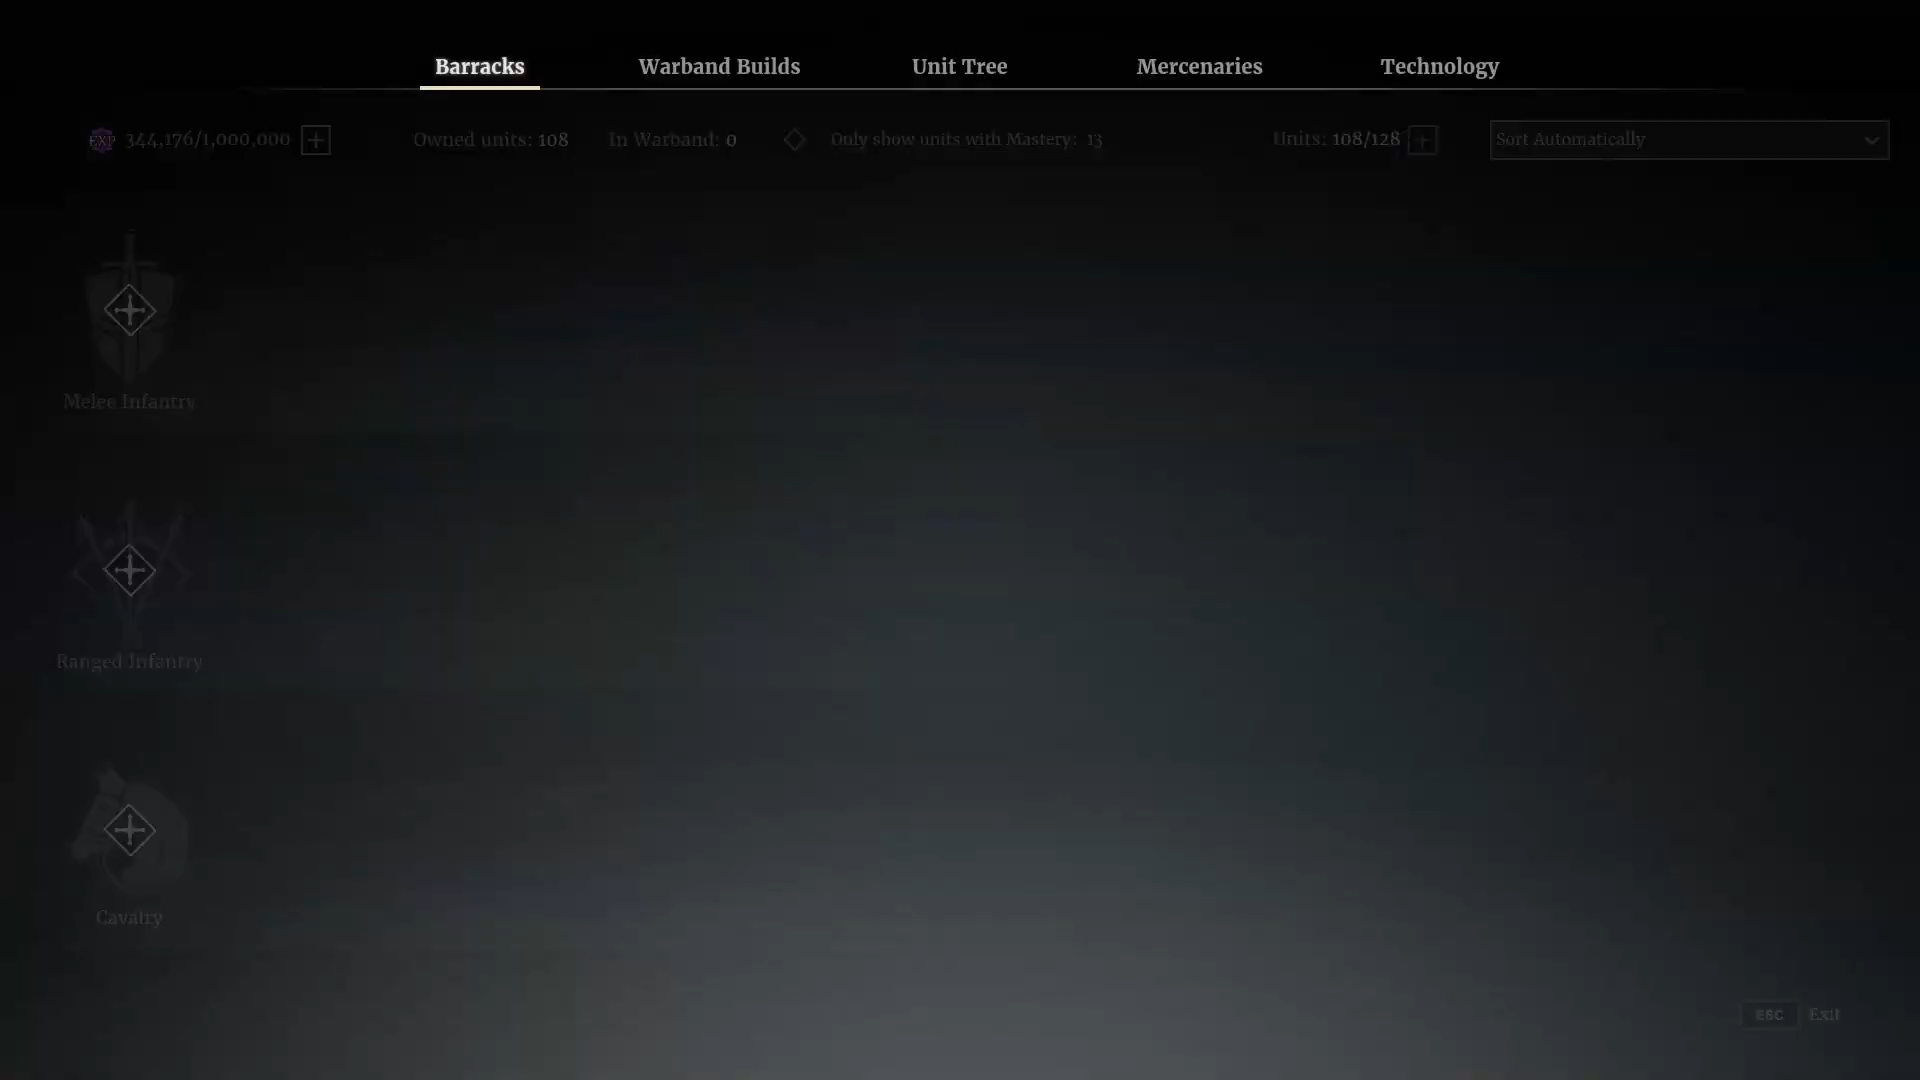 Barracks Warband Builds Unit Tree Mercenaries Technology
EXP 344,176/1,000,000 Owned units: 108 In Warband: 0 Only show units with Mastery: 13 Units: 108/128 Sort Automatically
Melee Infantry
Ranged Infantry
Cavalry
ESC Exit